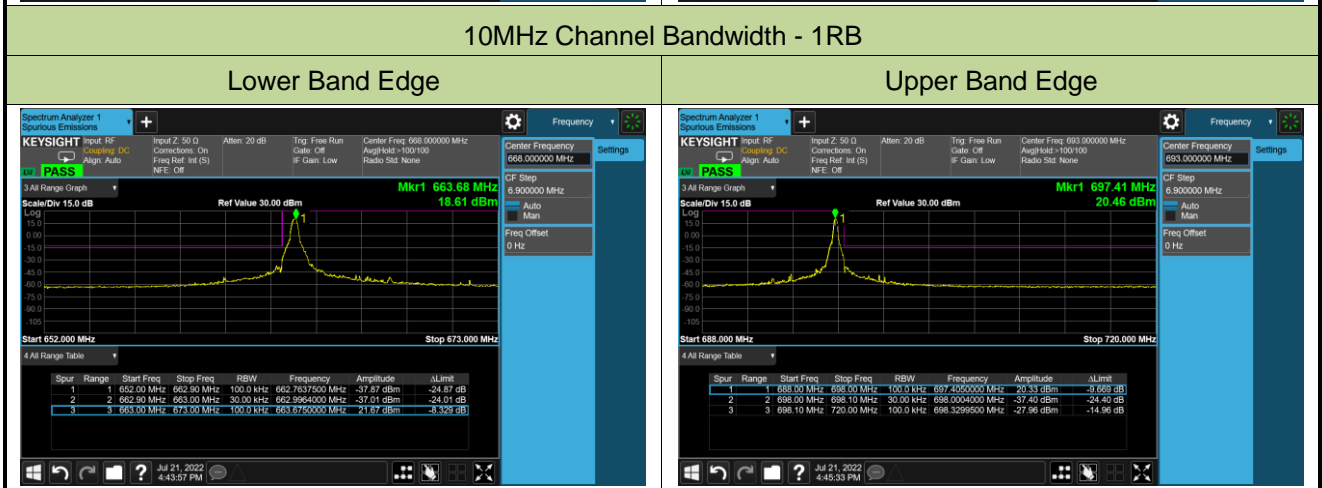 10MHz Channel Bandwidth - 1RB
Lower Band Edge
Upper Band Edge
Spectrum Analyzer 1
Spurious Emissions
+
Frequency
KEYSIGHT
Input: RF
Coupling: DC
Align: Auto
Input Z: 50 Ω
Corrections: On
Freq Ref: Int (S)
NFE: Off
Atten: 20 dB
Trig: Free Run
Gate: Off
IF Gain: Low
Center Freq: 668.000000 MHz
Avg|Hold:>100/100
Radio Std: None
PASS
Center Frequency
668.000000 MHz
Settings
CF Step
6.900000 MHz
Auto
Man
Freq Offset
0 Hz
3 All Range Graph
Mkr1 663.68 MHz
Scale/Div 15.0 dB
Ref Value 30.00 dBm
18.61 dBm
Log
15.0
0.00
-15.0
-30.0
-45.0
-60.0
-75.0
-90.0
-105
Start 652.000 MHz
Stop 673.000 MHz
4 All Range Table
Spur Range Start Freq Stop Freq RBW Frequency Amplitude ΔLimit
1 1 652.00 MHz 662.90 MHz 100.0 kHz 662.7637500 MHz -37.87 dBm -24.87 dB
2 2 662.90 MHz 663.00 MHz 30.00 kHz 662.9964000 MHz -37.01 dBm -24.01 dB
3 3 663.00 MHz 673.00 MHz 100.0 kHz 663.6750000 MHz 21.67 dBm -8.329 dB
? Jul 21, 2022
4:43:57 PM
Spectrum Analyzer 1
Spurious Emissions
+
Frequency
KEYSIGHT
Input: RF
Coupling: DC
Align: Auto
Input Z: 50 Ω
Corrections: On
Freq Ref: Int (S)
NFE: Off
Atten: 20 dB
Trig: Free Run
Gate: Off
IF Gain: Low
Center Freq: 693.000000 MHz
Avg|Hold:>100/100
Radio Std: None
PASS
Center Frequency
693.000000 MHz
Settings
CF Step
6.900000 MHz
Auto
Man
Freq Offset
0 Hz
3 All Range Graph
Mkr1 697.41 MHz
Scale/Div 15.0 dB
Ref Value 30.00 dBm
20.46 dBm
Log
15.0
0.00
-15.0
-30.0
-45.0
-60.0
-75.0
-90.0
-105
Start 688.000 MHz
Stop 720.000 MHz
4 All Range Table
Spur Range Start Freq Stop Freq RBW Frequency Amplitude ΔLimit
1 1 688.00 MHz 698.00 MHz 100.0 kHz 697.4050000 MHz 20.33 dBm -9.669 dB
2 2 698.00 MHz 698.10 MHz 30.00 kHz 698.0004000 MHz -37.40 dBm -24.40 dB
3 3 698.10 MHz 720.00 MHz 100.0 kHz 698.3299500 MHz -27.96 dBm -14.96 dB
? Jul 21, 2022
4:45:33 PM